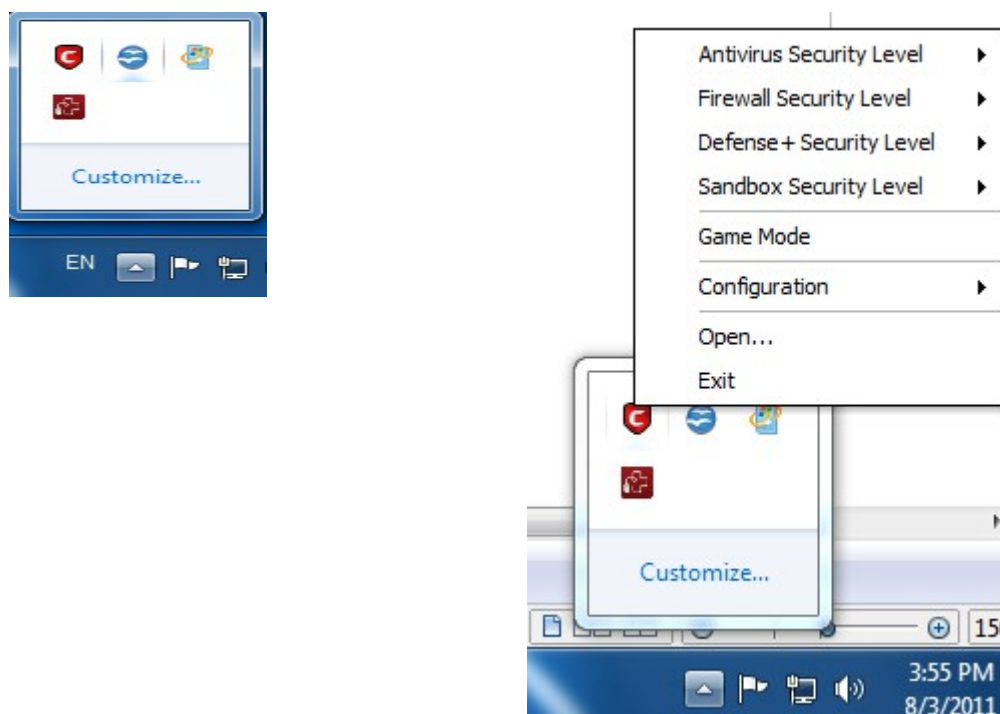 Customize...
EN
Antivirus Security Level
Firewall Security Level
Defense+ Security Level
Sandbox Security Level
Game Mode
Configuration
Open...
Exit
Customize...
15
3:55 PM
8/3/2011